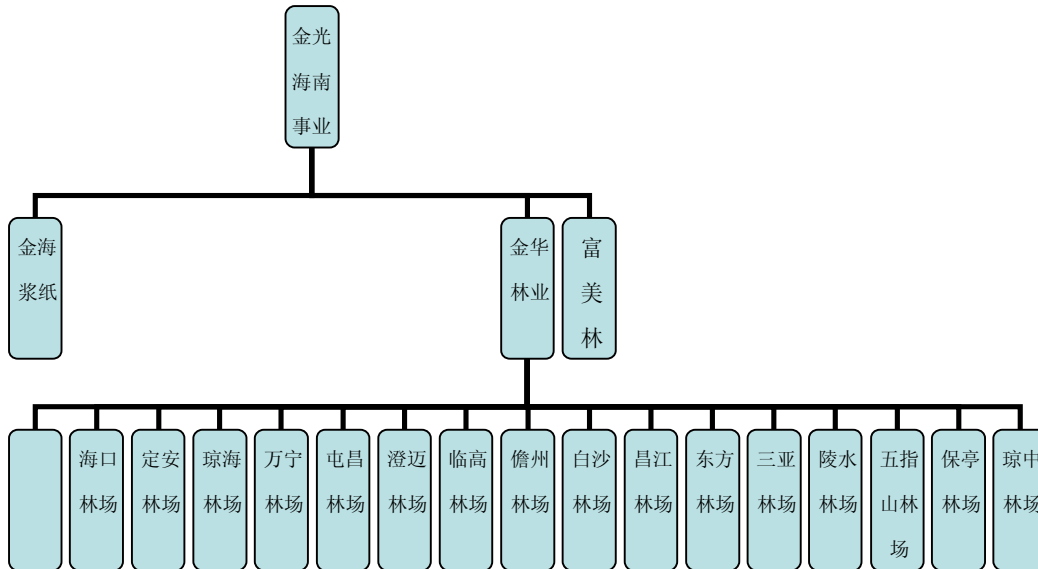 金光
海南
事业
金海
浆纸
金华
林业
富
美
林
海口
林场
定安
林场
琼海
林场
万宁
林场
屯昌
林场
澄迈
林场
临高
林场
儋州
林场
白沙
林场
昌江
林场
东方
林场
三亚
林场
陵水
林场
五指
山林
场
保亭
林场
琼中
林场